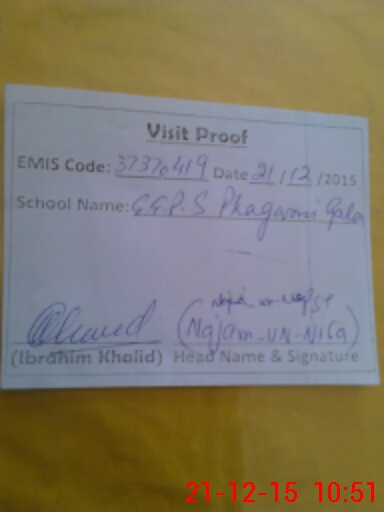 Visit Proof
EMIS Code: 37370419 Date 21/12/2015
School Name: G.G.P.S Phagwari Gala
(Najam-UN-Nisa)
(Ibrahim Khalid) Head Name & Signature
21-12-15 10:51